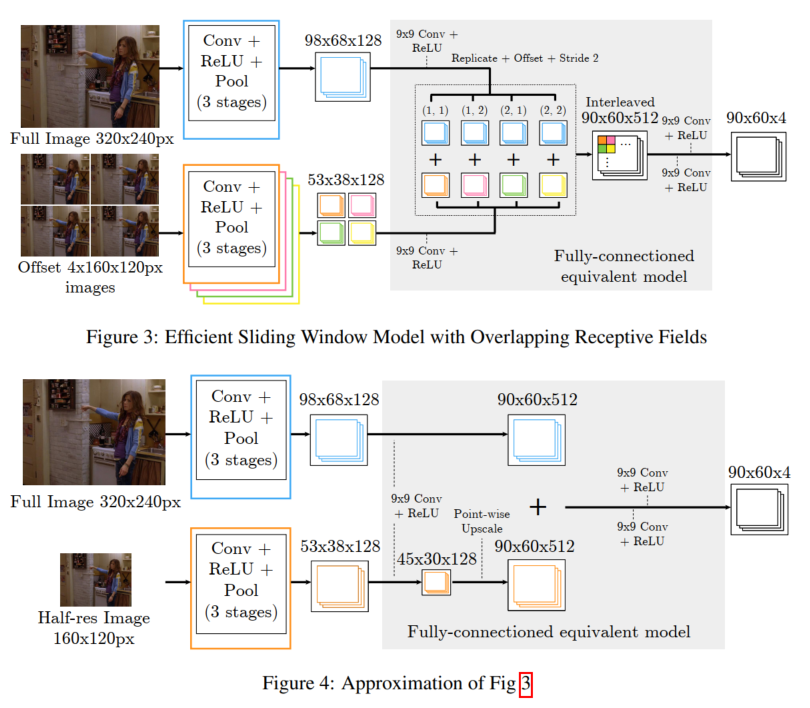 Conv +
ReLU +
Pool
(3 stages)
98x68x128
9x9 Conv +
ReLU
Replicate + Offset + Stride 2
(1, 1)
(1, 2)
(2, 1)
(2, 2)
+
+
+
+
Interleaved
90x60x512
...
⋮
9x9 Conv
+ ReLU
9x9 Conv
+ ReLU
90x60x4
Full Image 320x240px
Conv +
ReLU +
Pool
(3 stages)
53x38x128
9x9 Conv +
ReLU
Fully-connectioned
equivalent model
Offset 4x160x120px
images
Figure 3: Efficient Sliding Window Model with Overlapping Receptive Fields
Conv +
ReLU +
Pool
(3 stages)
98x68x128
90x60x512
Full Image 320x240px
9x9 Conv
+ ReLU
Point-wise
Upscale
+
9x9 Conv
+ ReLU
9x9 Conv
+ ReLU
90x60x4
Conv +
ReLU +
Pool
(3 stages)
53x38x128
45x30x128
90x60x512
Half-res Image
160x120px
Fully-connectioned equivalent model
Figure 4: Approximation of Fig 3